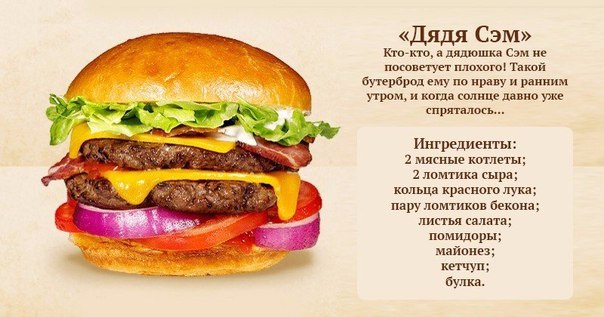 «Дядя Сэм»
Кто-кто, а дядюшка Сэм не
посоветует плохого! Такой
бутерброд ему по нраву и ранним
утром, и когда солнце давно уже
спряталось...
Ингредиенты:
2 мясные котлеты;
2 ломтика сыра;
кольца красного лука;
пару ломтиков бекона;
листья салата;
помидоры;
майонез;
кетчуп;
булка.